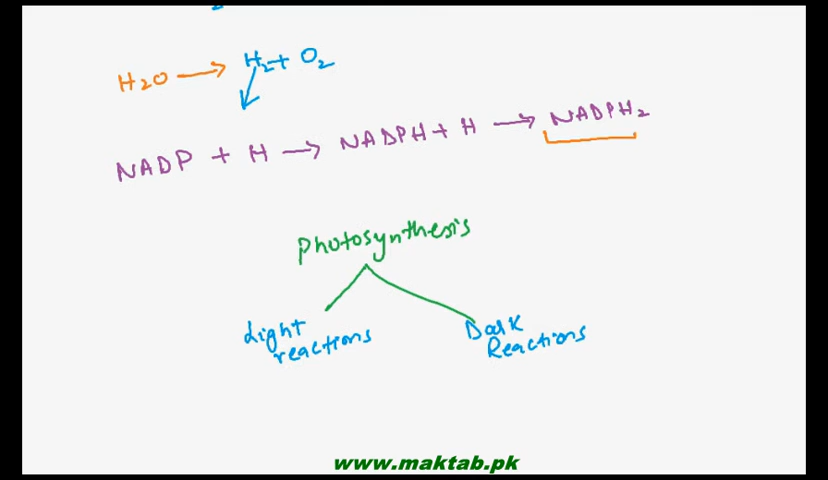 H2O → H2 + O2
NADP + H → NADPH + H → NADPH2
Photosynthesis
Light
reactions
Dark
Reactions
www.maktab.pk